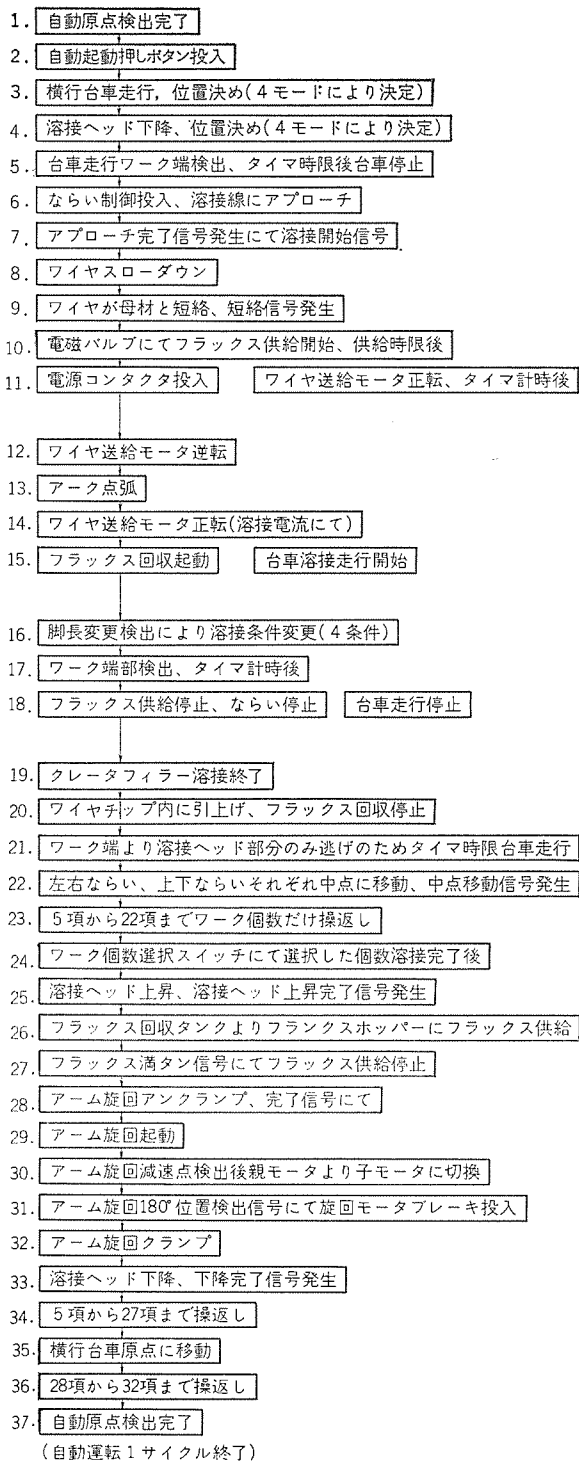 1. 自動原点検出完了
2. 自動起動押しボタン投入
3. 横行台車走行，位置決め(4モードにより決定)
4. 溶接ヘッド下降、位置決め(4モードにより決定)
5. 台車走行ワーク端検出、タイマ時限後台車停止
6. ならい制御投入、溶接線にアプローチ
7. アプローチ完了信号発生にて溶接開始信号
8. ワイヤスローダウン
9. ワイヤが母材と短絡、短絡信号発生
10. 電磁バルブにてフラックス供給開始、供給時限後
11. 電源コンタクタ投入 ワイヤ送給モータ正転、タイマ計時後
12. ワイヤ送給モータ逆転
13. アーク点弧
14. ワイヤ送給モータ正転(溶接電流にて)
15. フラックス回収起動 台車溶接走行開始
16. 脚長変更検出により溶接条件変更(4条件)
17. ワーク端部検出、タイマ計時後
18. フラックス供給停止、ならい停止 台車走行停止
19. クレータフィラー溶接終了
20. ワイヤチップ内に引上げ、フラックス回収停止
21. ワーク端より溶接ヘッド部分のみ逃げのためタイマ時限台車走行
22. 左右ならい、上下ならいそれぞれ中点に移動、中点移動信号発生
23. 5項から22項までワーク個数だけ操返し
24. ワーク個数選択スイッチにて選択した個数溶接完了後
25. 溶接ヘッド上昇、溶接ヘッド上昇完了信号発生
26. フラックス回収タンクよりフランクスホッパーにフラックス供給
27. フラックス満タン信号にてフラックス供給停止
28. アーム旋回アンクランプ、完了信号にて
29. アーム旋回起動
30. アーム旋回減速点検出後親モータより子モータに切換
31. アーム旋回180°位置検出信号にて旋回モータブレーキ投入
32. アーム旋回クランプ
33. 溶接ヘッド下降、下降完了信号発生
34. 5項から27項まで操返し
35. 横行台車原点に移動
36. 28項から32項まで操返し
37. 自動原点検出完了
(自動運転1サイクル終了)